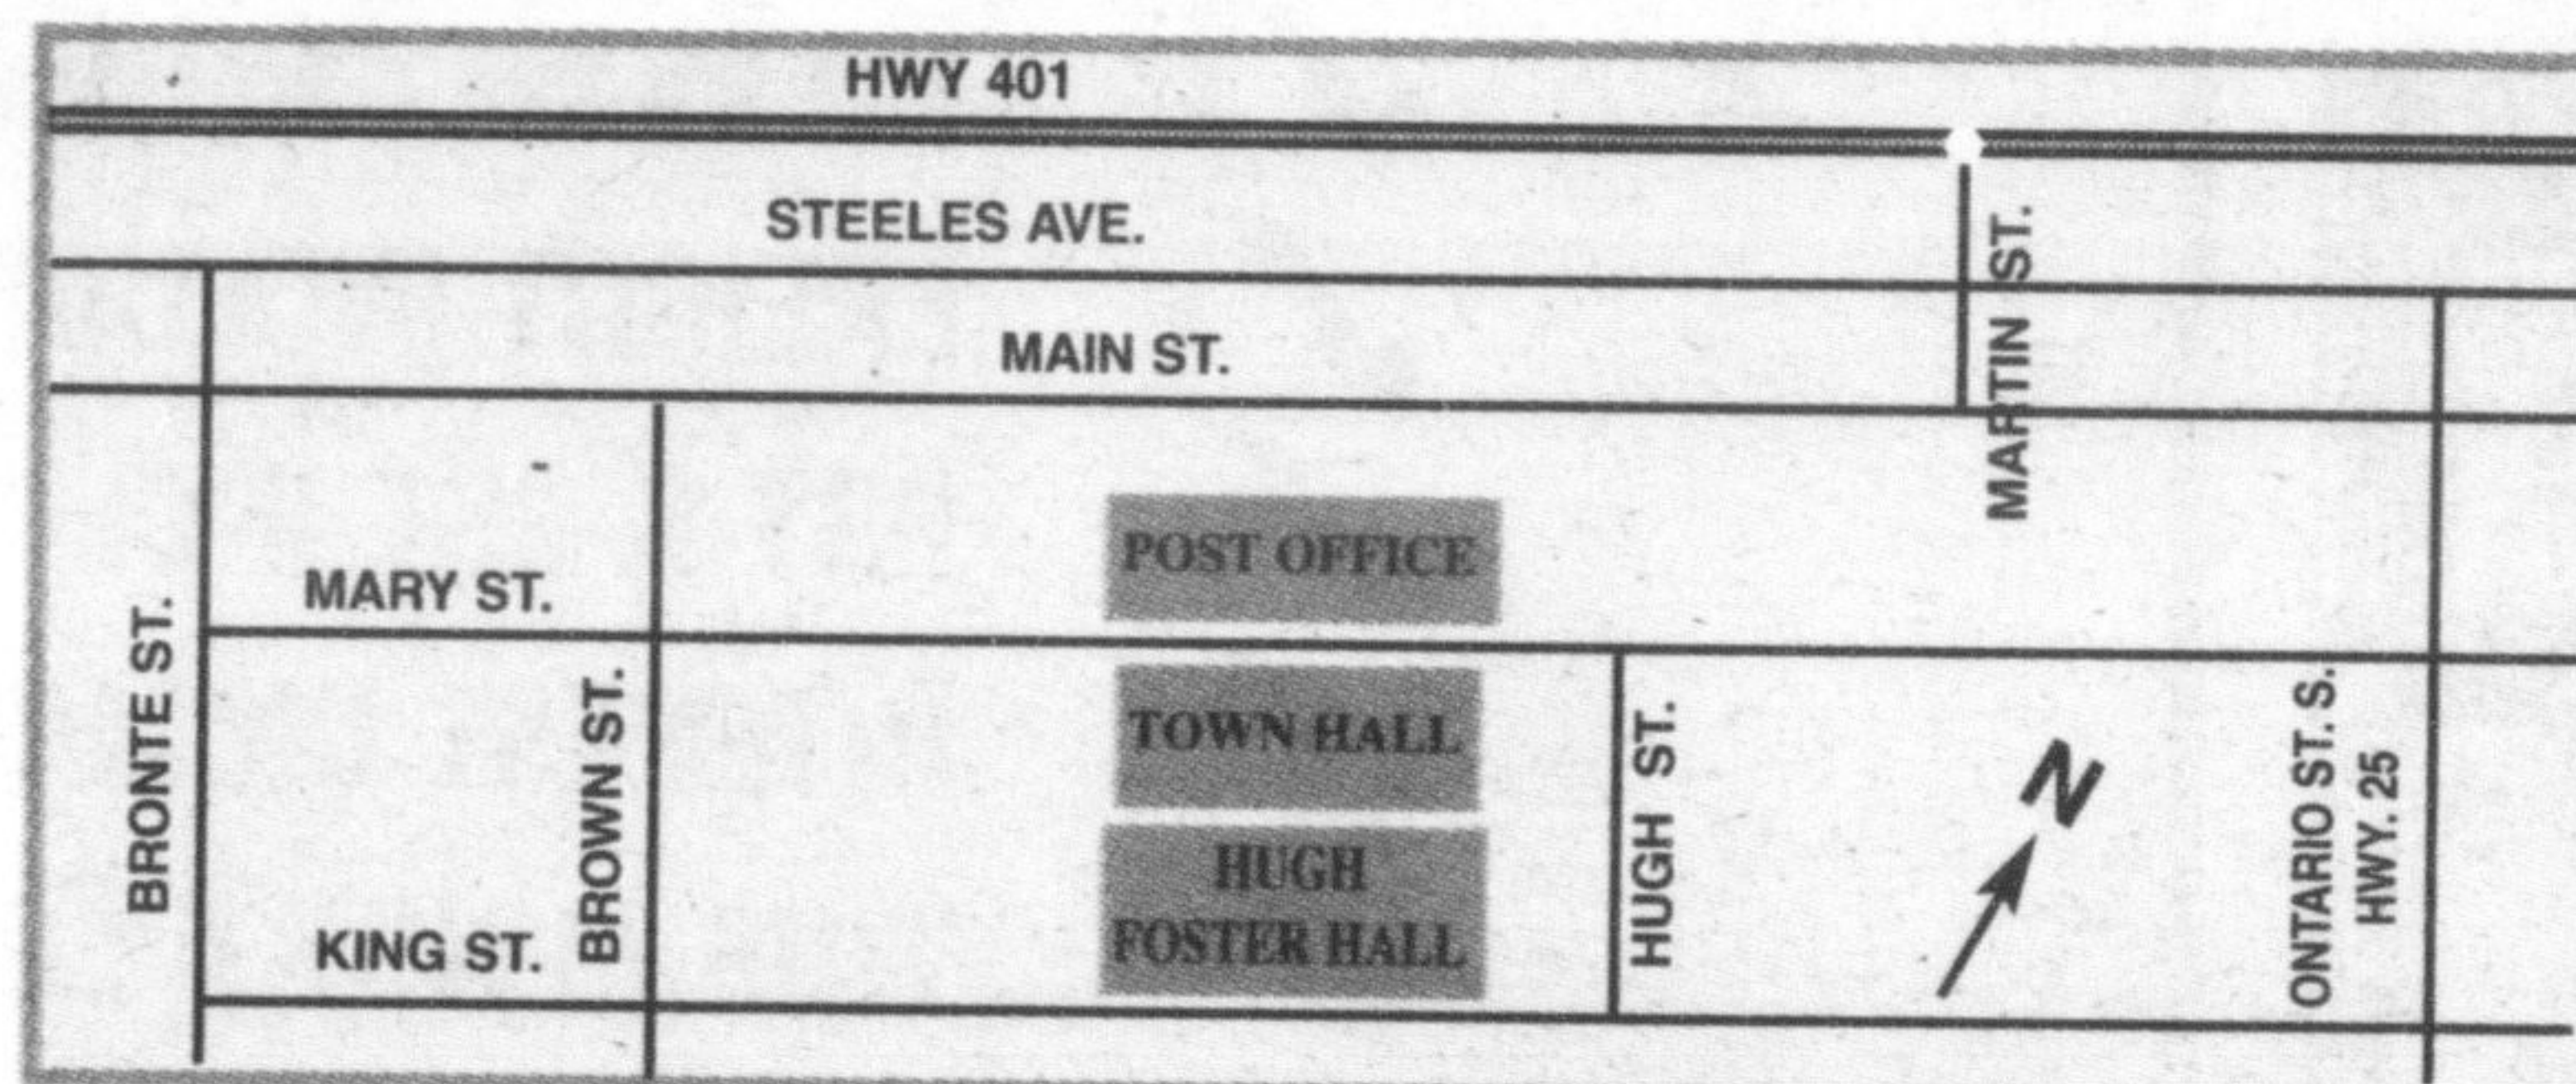 HWY 401
STEELES AVE.
MARTIN ST.
MAIN ST.
POST OFFICE
MARY ST.
BRONTE ST.
BROWN ST.
TOWN HALL
HUGH ST.
N
ONTARIO ST. S.
HWY. 25
HUGH
FOSTER HALL
KING ST.